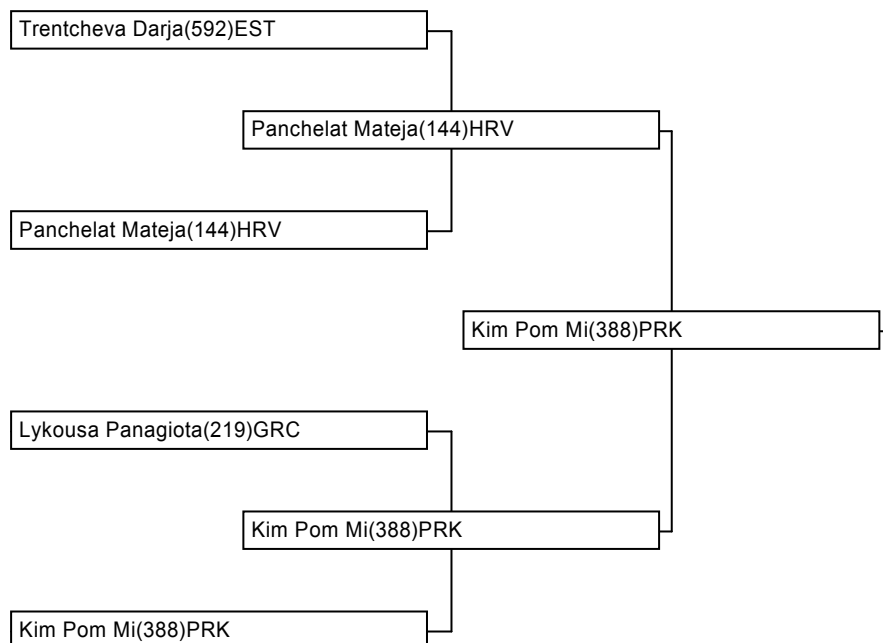 Trentcheva Darja(592)EST
Panchelat Mateja(144)HRV
Panchelat Mateja(144)HRV
Kim Pom Mi(388)PRK
Lykousa Panagiota(219)GRC
Kim Pom Mi(388)PRK
Kim Pom Mi(388)PRK